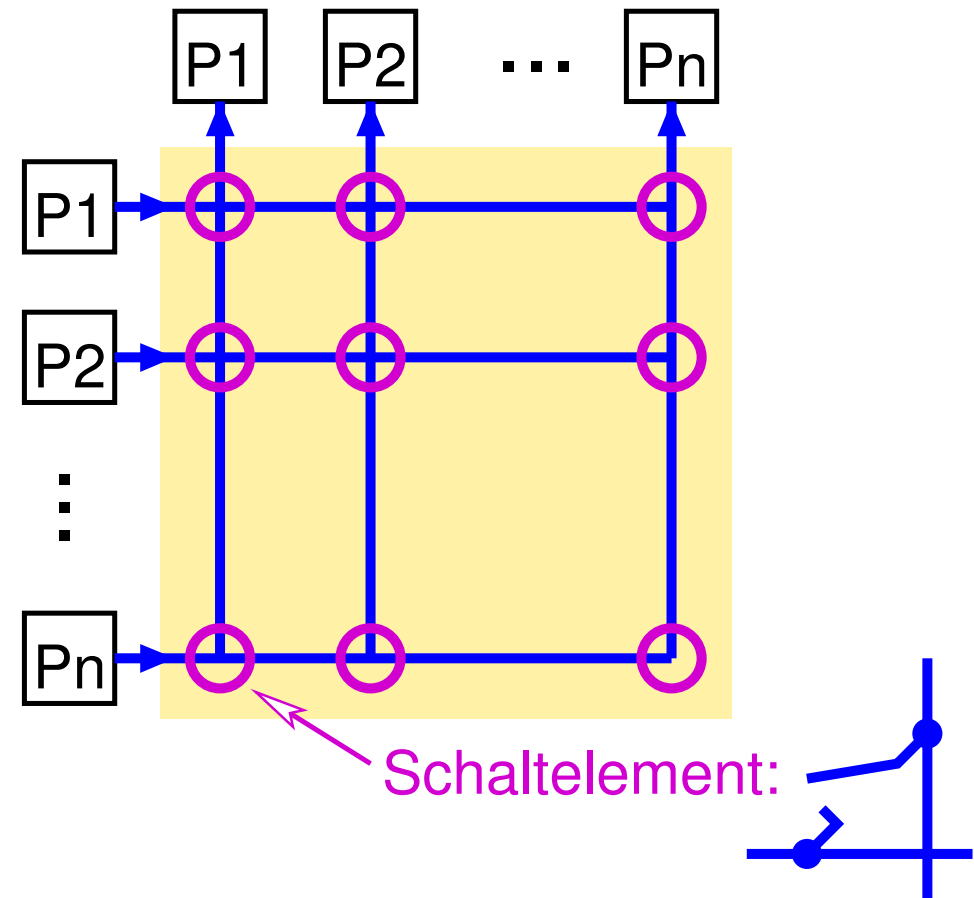 P1 P2 ... Pn
P1
P2
⋮
Pn
Schaltelement: